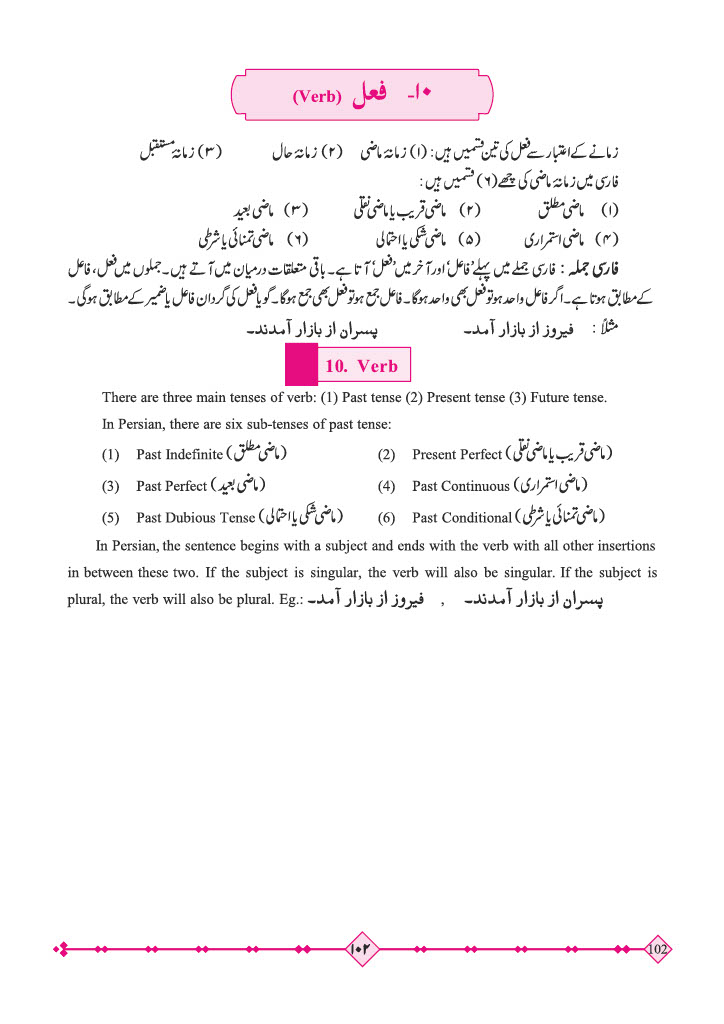 ۱۰۔ فعل (Verb)
زمانے کے اعتبار سے فعل کی تین قسمیں ہیں: (۱) زمانۂ ماضی (۲) زمانۂ حال (۳) زمانۂ مستقبل
فارسی میں زمانۂ ماضی کی چھے (۶) قسمیں ہیں:
(۱) ماضی مطلق (۲) ماضی قریب یا ماضی نقلی (۳) ماضی بعید
(۴) ماضی استمراری (۵) ماضی شکی یا احتمالی (۶) ماضی تمنائی یا شرطی
فارسی جملہ : فارسی جملے میں پہلے ’فاعل‘ اور آخر میں ’فعل‘ آتا ہے۔ باقی متعلقات درمیان میں آتے ہیں۔ جملوں میں فعل، فاعل
کے مطابق ہوتا ہے۔ اگر فاعل واحد ہو تو فعل بھی واحد ہوگا۔ فاعل جمع ہو تو فعل بھی جمع ہوگا۔ گویا فعل کی گردان فاعل یا ضمیر کے مطابق ہوگی۔
مثلاً : فیروز از بازار آمد۔ پسران از بازار آمدند۔
10. Verb
There are three main tenses of verb: (1) Past tense (2) Present tense (3) Future tense.
In Persian, there are six sub-tenses of past tense:
(1) Past Indefinite (ماضی مطلق) (2) Present Perfect (ماضی قریب یا ماضی نقلی)
(3) Past Perfect (ماضی بعید) (4) Past Continuous (ماضی استمراری)
(5) Past Dubious Tense (ماضی شکی یا احتمالی) (6) Past Conditional (ماضی تمنائی یا شرطی)
In Persian, the sentence begins with a subject and ends with the verb with all other insertions
in between these two. If the subject is singular, the verb will also be singular. If the subject is
plural, the verb will also be plural. Eg.: فیروز از بازار آمد۔ , پسران از بازار آمدند۔
۱۰۲ 102